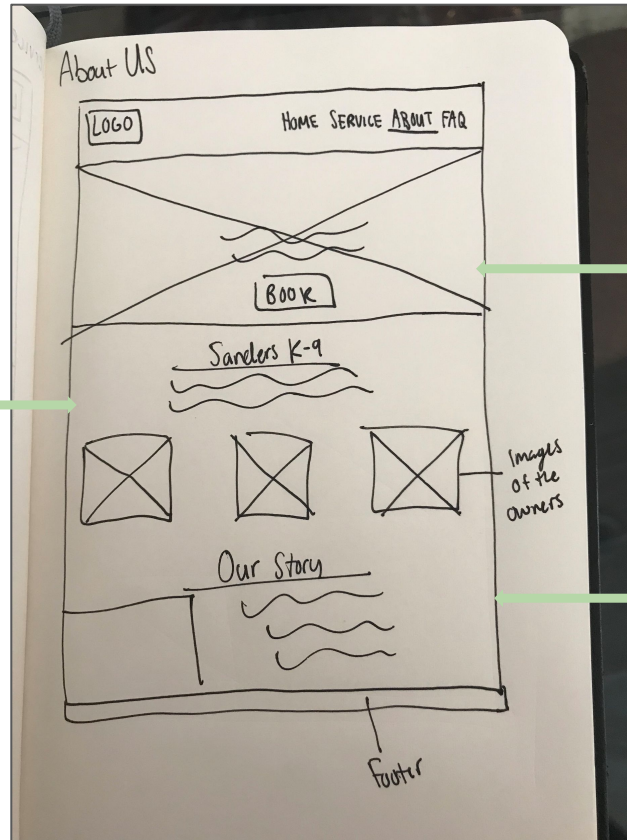 About US
LOGO
HOME SERVICE ABOUT FAQ
BOOK
Sanders K-9
Images
of the
owners
Our Story
Footer